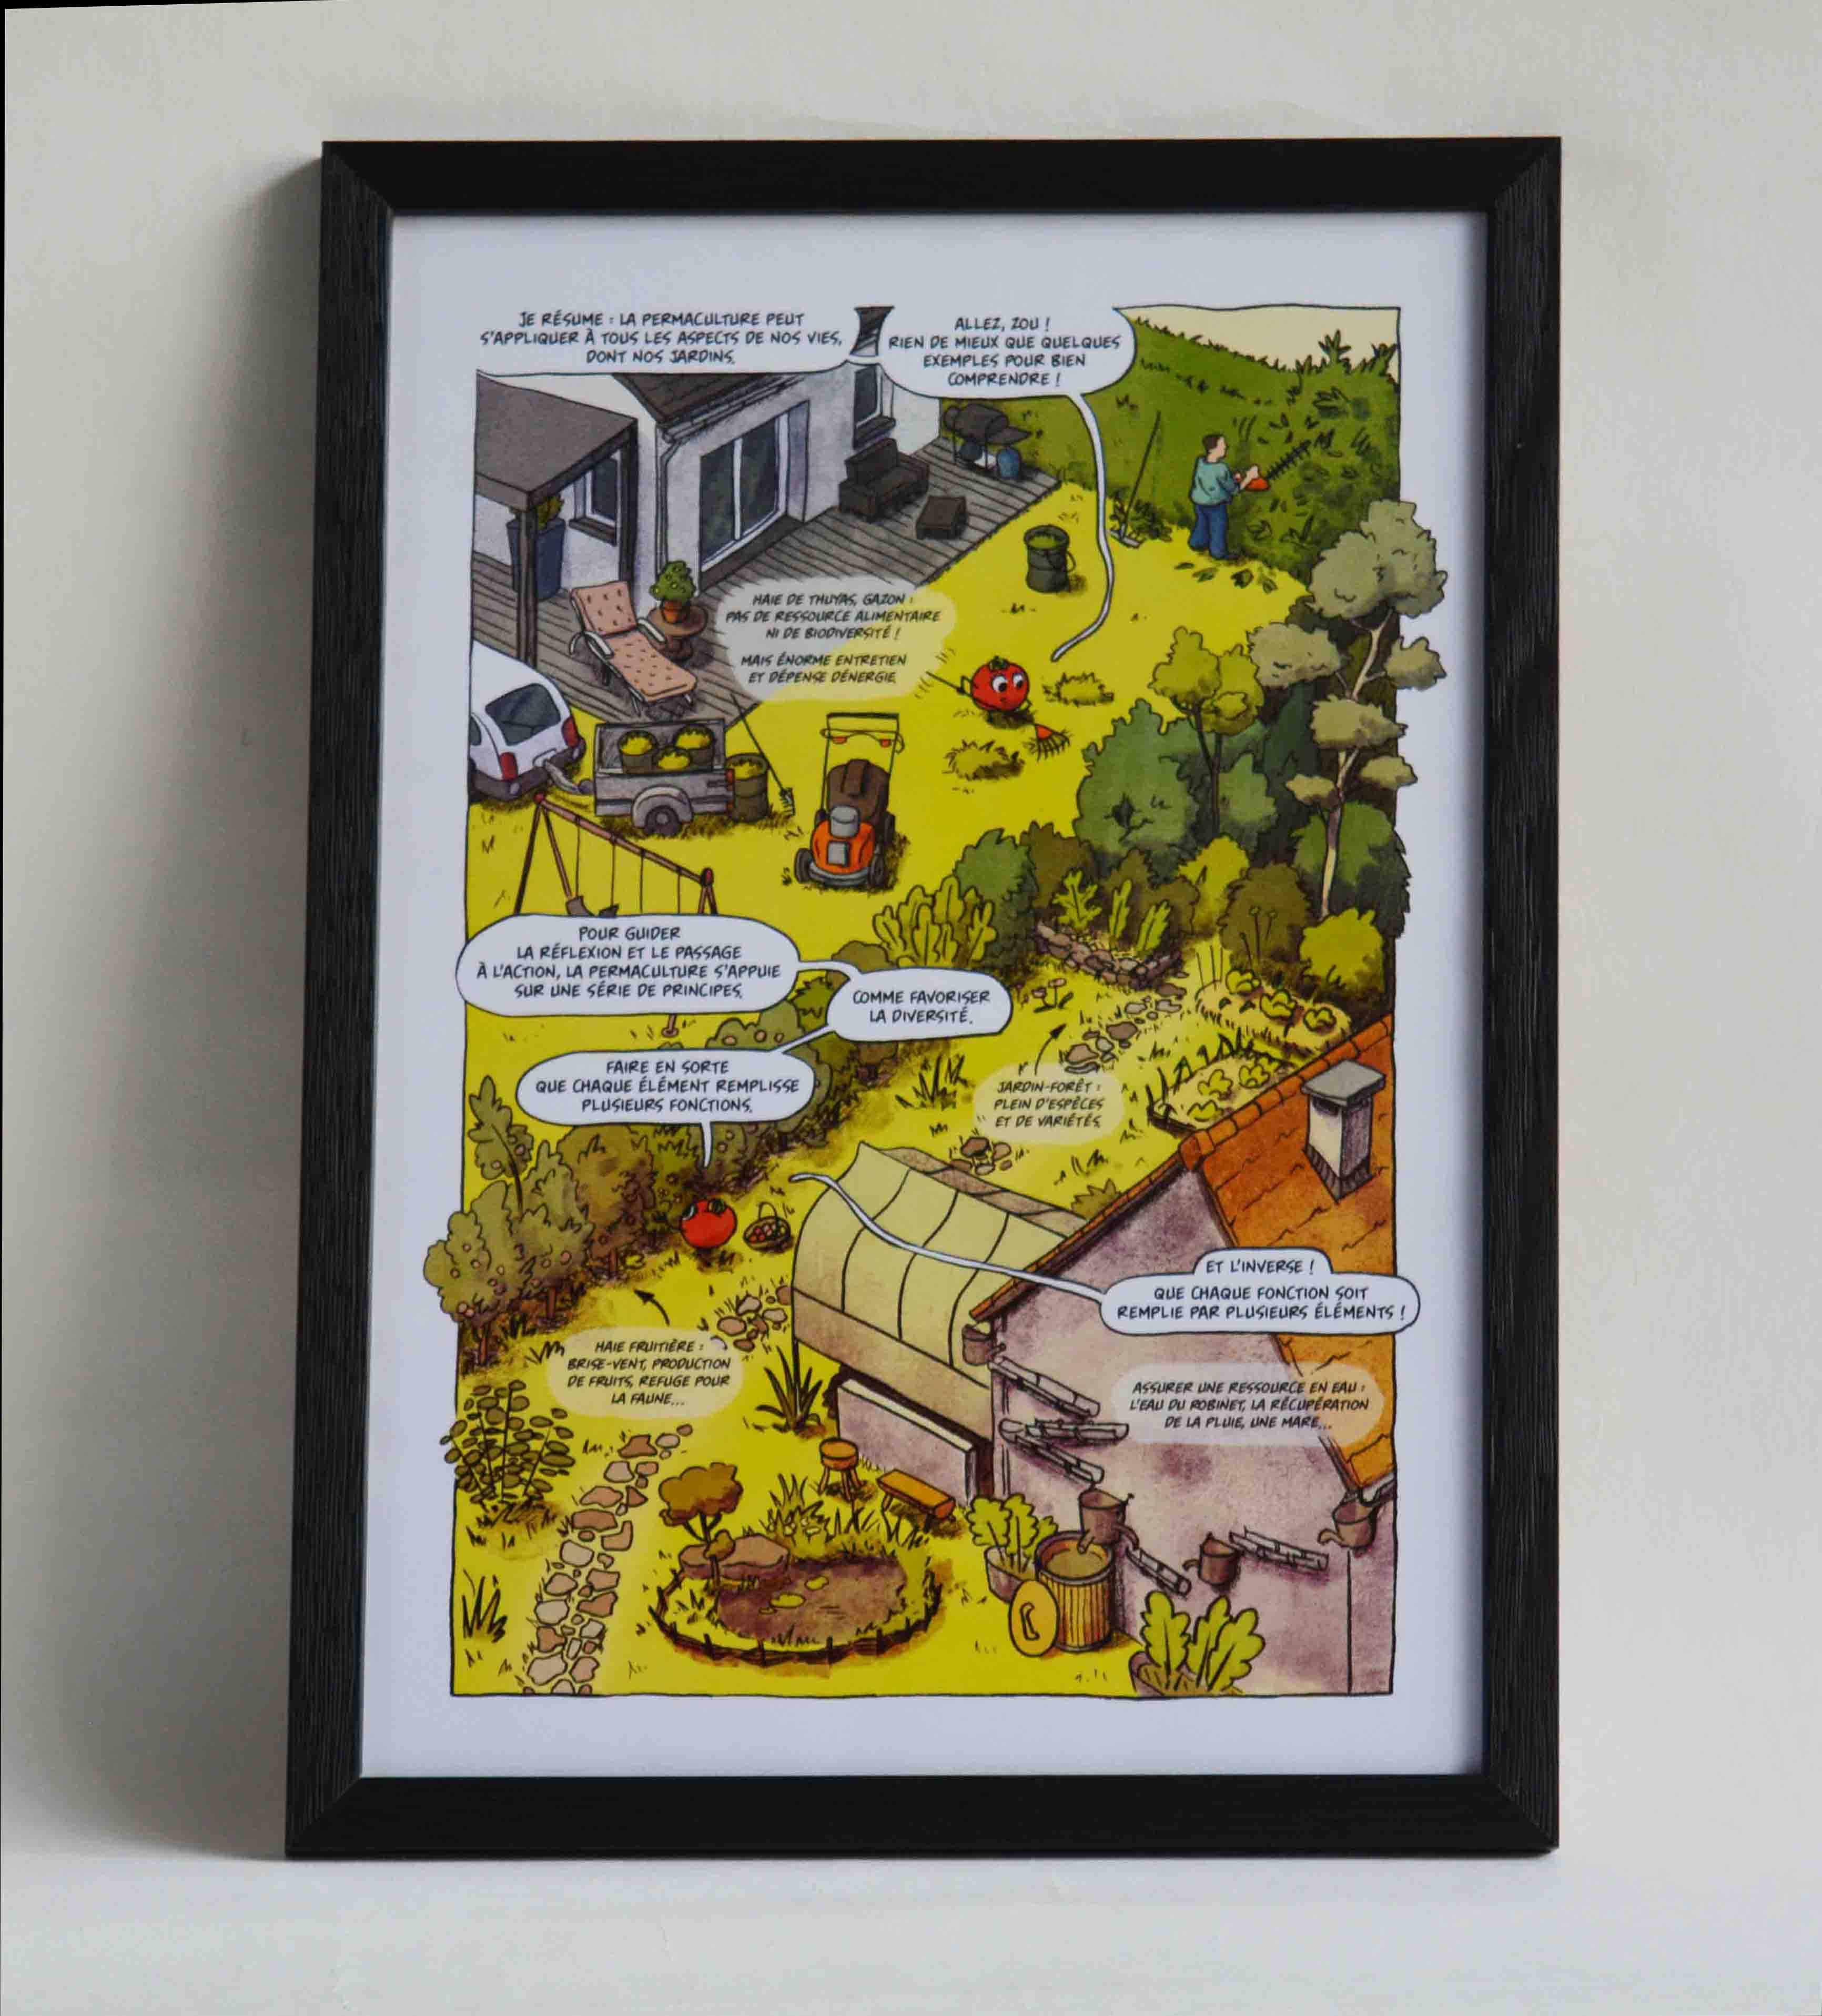 JE RÉSUME : LA PERMACULTURE PEUT
S'APPLIQUER À TOUS LES ASPECTS DE NOS VIES,
DONT NOS JARDINS.
ALLEZ, ZOU !
RIEN DE MIEUX QUE QUELQUES
EXEMPLES POUR BIEN
COMPRENDRE !
HAIE DE THUYAS, GAZON :
PAS DE RESSOURCE ALIMENTAIRE
NI DE BIODIVERSITÉ !
MAIS ÉNORME ENTRETIEN
ET DÉPENSE DÉNERGIE
POUR GUIDER
LA RÉFLEXION ET LE PASSAGE
À L'ACTION, LA PERMACULTURE S'APPUIE
SUR UNE SÉRIE DE PRINCIPES.
COMME FAVORISER
LA DIVERSITÉ.
FAIRE EN SORTE
QUE CHAQUE ÉLÉMENT REMPLISSE
PLUSIEURS FONCTIONS.
JARDIN-FORÊT :
PLEIN D'ESPÈCES
ET DE VARIÉTÉS
ET L'INVERSE !
QUE CHAQUE FONCTION SOIT
REMPLIE PAR PLUSIEURS ÉLÉMENTS !
HAIE FRUITIÈRE :
BRISE-VENT, PRODUCTION
DE FRUITS, REFUGE POUR
LA FAUNE...
ASSURER UNE RESSOURCE EN EAU :
L'EAU DU ROBINET, LA RÉCUPÉRATION
DE LA PLUIE, UNE MARE...